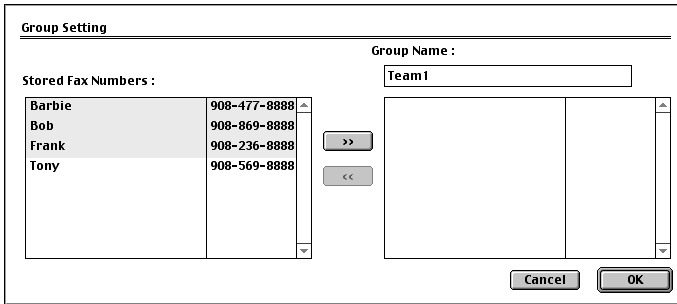 Group Setting
Group Name :
Stored Fax Numbers :
Team1
Barbie 908-477-8888
Bob 908-869-8888
Frank 908-236-8888
Tony 908-569-8888
>>
<<
Cancel OK